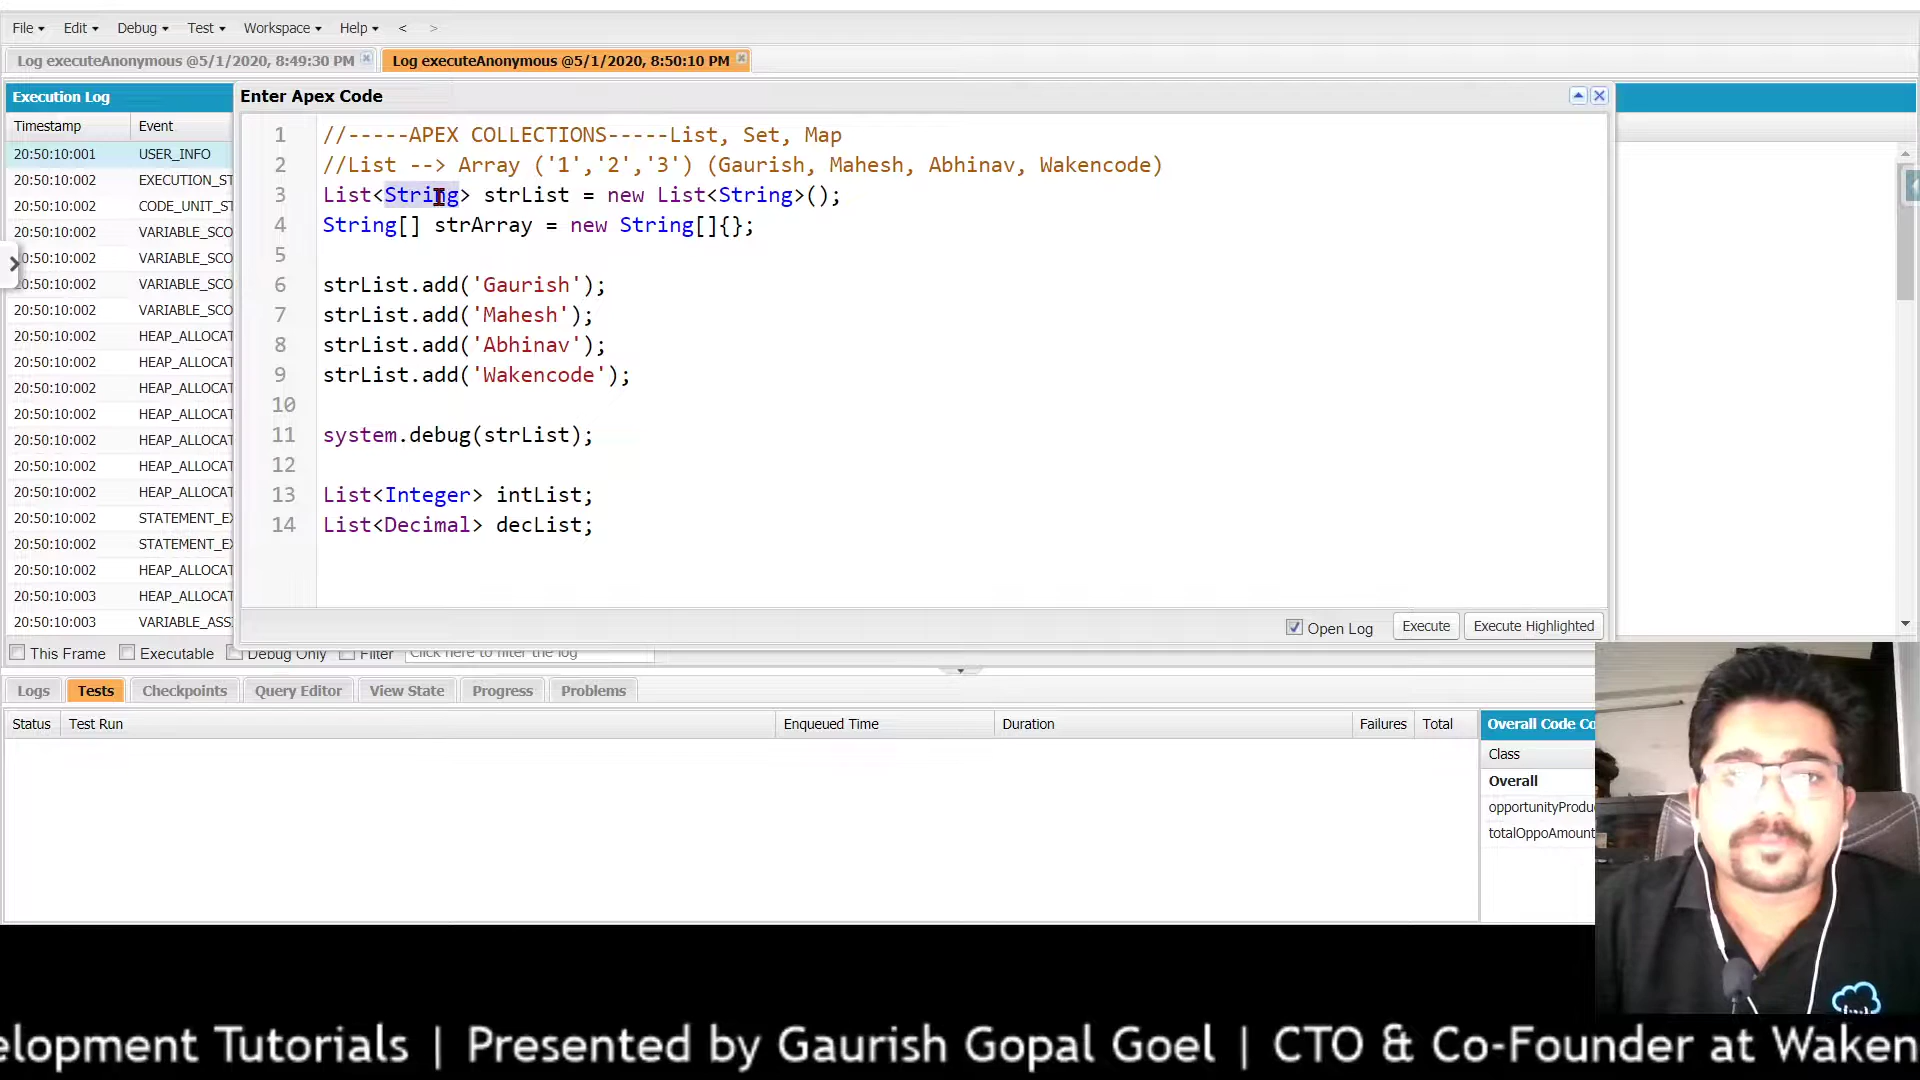 File Edit Debug Test Workspace Help < >
Log executeAnonymous @5/1/2020, 8:49:30 PM Log executeAnonymous @5/1/2020, 8:50:10 PM
Execution Log
Timestamp Event
20:50:10:001 USER_INFO
20:50:10:002 EXECUTION_ST
20:50:10:002 CODE_UNIT_ST
20:50:10:002 VARIABLE_SCO
20:50:10:002 VARIABLE_SCO
20:50:10:002 VARIABLE_SCO
20:50:10:002 VARIABLE_SCO
20:50:10:002 HEAP_ALLOCAT
20:50:10:002 HEAP_ALLOCAT
20:50:10:002 HEAP_ALLOCAT
20:50:10:002 HEAP_ALLOCAT
20:50:10:002 HEAP_ALLOCAT
20:50:10:002 HEAP_ALLOCAT
20:50:10:002 HEAP_ALLOCAT
20:50:10:002 STATEMENT_EX
20:50:10:002 STATEMENT_EX
20:50:10:002 HEAP_ALLOCAT
20:50:10:003 HEAP_ALLOCAT
20:50:10:003 VARIABLE_ASS
Enter Apex Code
1 //-----APEX COLLECTIONS-----List, Set, Map
2 //List --> Array ('1','2','3') (Gaurish, Mahesh, Abhinav, Wakencode)
3 List<String> strList = new List<String>();
4 String[] strArray = new String[]{};
5
6 strList.add('Gaurish');
7 strList.add('Mahesh');
8 strList.add('Abhinav');
9 strList.add('Wakencode');
10
11 system.debug(strList);
12
13 List<Integer> intList;
14 List<Decimal> decList;
Open Log Execute Execute Highlighted
This Frame Executable Debug Only Filter Click here to filter the log
Logs Tests Checkpoints Query Editor View State Progress Problems
Status Test Run Enqueued Time Duration Failures Total
Overall Code Co
Class
Overall
opportunityProdu
totalOppoAmount
elopment Tutorials | Presented by Gaurish Gopal Goel | CTO & Co-Founder at Waken